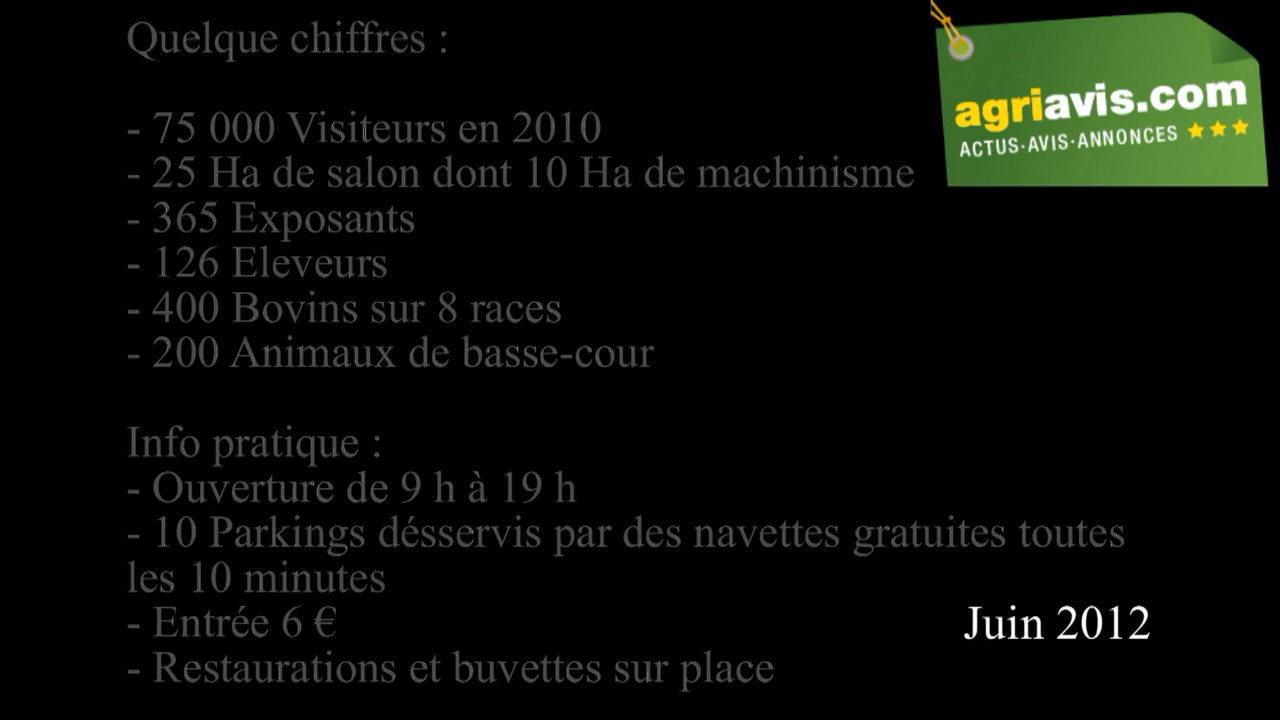 Quelque chiffres :
- 75 000 Visiteurs en 2010
- 25 Ha de salon dont 10 Ha de machinisme
- 365 Exposants
- 126 Eleveurs
- 400 Bovins sur 8 races
- 200 Animaux de basse-cour
Info pratique :
- Ouverture de 9 h à 19 h
- 10 Parkings désservis par des navettes gratuites toutes
les 10 minutes
- Entrée 6 €
- Restaurations et buvettes sur place
agriavis.com
ACTUS·AVIS·ANNONCES
Juin 2012